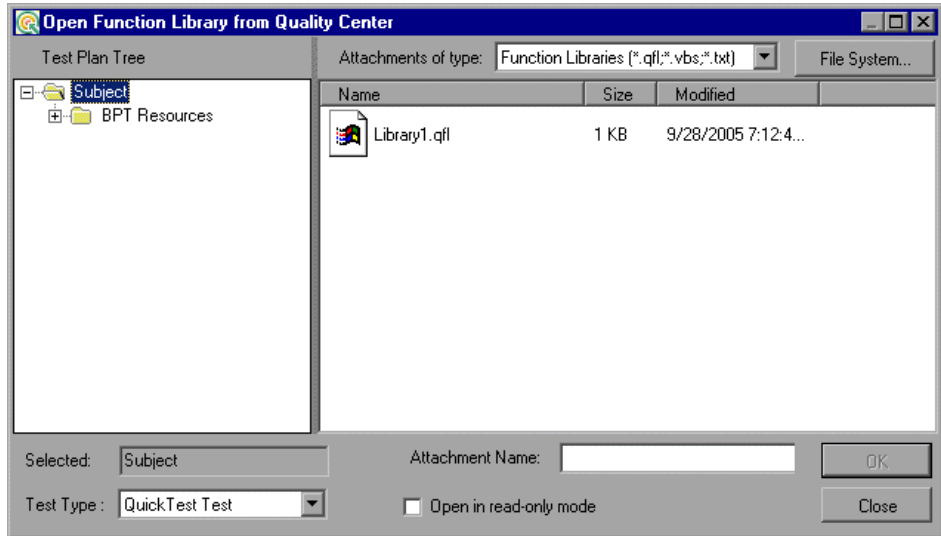 Open Function Library from Quality Center
Test Plan Tree
Attachments of type: Function Libraries (*.qfl;*.vbs;*.txt) File System...
Subject
BPT Resources
Name Size Modified
Library1.qfl 1 KB 9/28/2005 7:12:4...
Selected: Subject
Attachment Name:
OK
Test Type : QuickTest Test
Open in read-only mode
Close